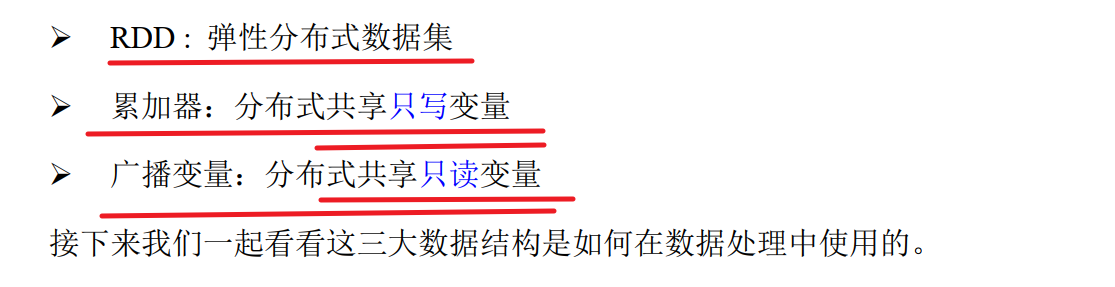 ➢ RDD : 弹性分布式数据集
➢ 累加器：分布式共享只写变量
➢ 广播变量：分布式共享只读变量
接下来我们一起看看这三大数据结构是如何在数据处理中使用的。